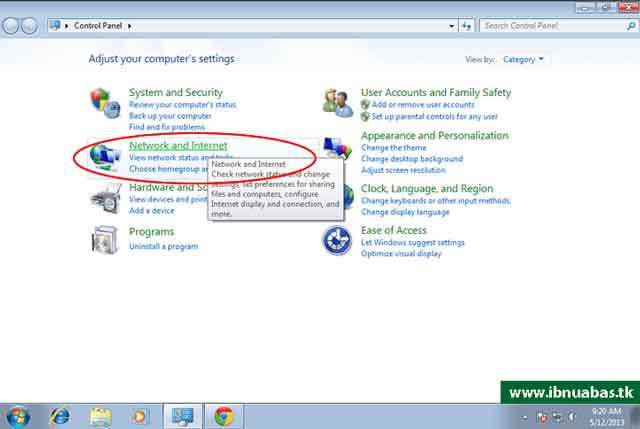 Control Panel
Search Control Panel
Adjust your computer's settings
View by: Category
System and Security
Review your computer's status
Back up your computer
Find and fix problems
Network and Internet
View network status and tasks
Choose homegroup an
Hardware and So
View devices and print
Add a device
Programs
Uninstall a program
Network and Internet
Check network status and change
settings, set preferences for sharing
files and computers, configure
Internet display and connection, and
more.
User Accounts and Family Safety
Add or remove user accounts
Set up parental controls for any user
Appearance and Personalization
Change the theme
Change desktop background
Adjust screen resolution
Clock, Language, and Region
Change keyboards or other input methods
Change display language
Ease of Access
Let Windows suggest settings
Optimize visual display
www.ibnuabas.tk
9:20 AM
5/12/2013